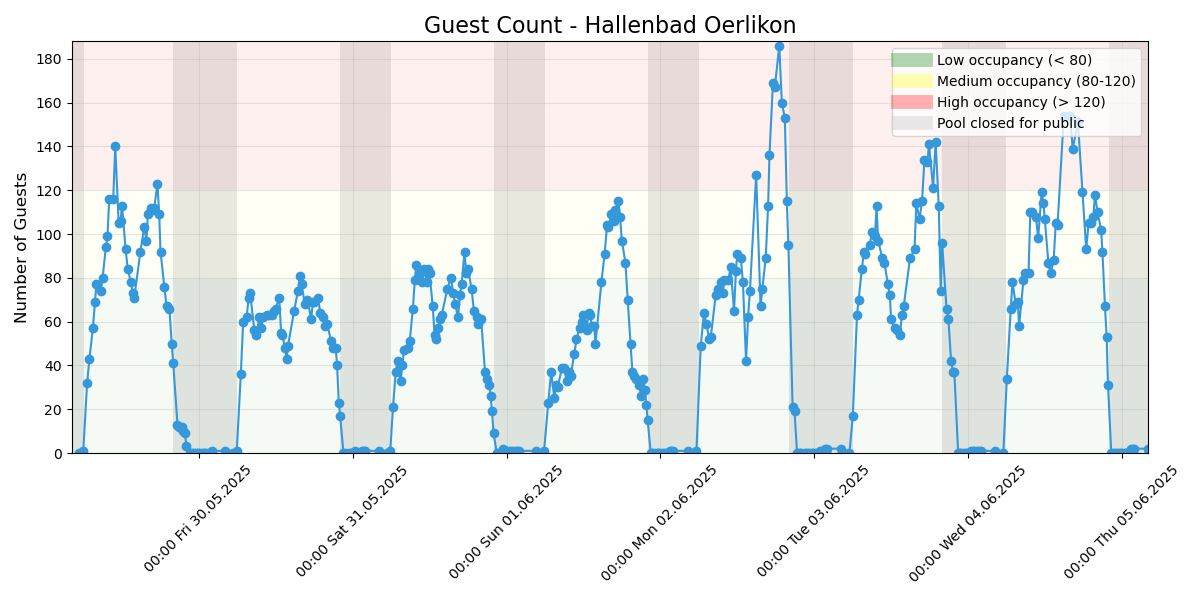 Guest Count - Hallenbad Oerlikon
Number of Guests
180
160
140
120
100
80
60
40
20
0
Low occupancy (< 80)
Medium occupancy (80-120)
High occupancy (> 120)
Pool closed for public
00:00 Fri 30.05.2025
00:00 Sat 31.05.2025
00:00 Sun 01.06.2025
00:00 Mon 02.06.2025
00:00 Tue 03.06.2025
00:00 Wed 04.06.2025
00:00 Thu 05.06.2025